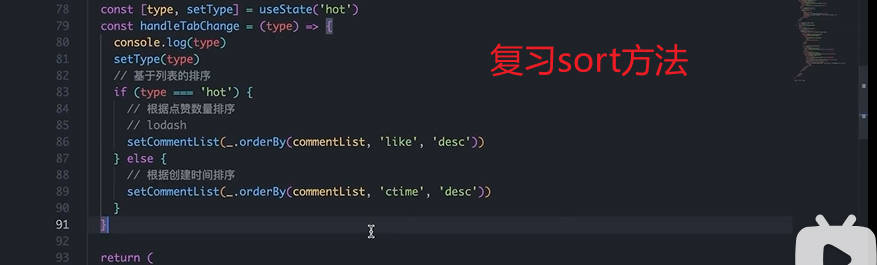 78 const [type, setType] = useState('hot')
79 const handleTabChange = (type) => {
复习sort方法
80 console.log(type)
81 setType(type)
82 // 基于列表的排序
83 if (type === 'hot') {
84 // 根据点赞数量排序
85 // lodash
86 setCommentList(_.orderBy(commentList, 'like', 'desc'))
87 } else {
88 // 根据创建时间排序
89 setCommentList(_.orderBy(commentList, 'ctime', 'desc'))
90 }
91 }
92
93 return (